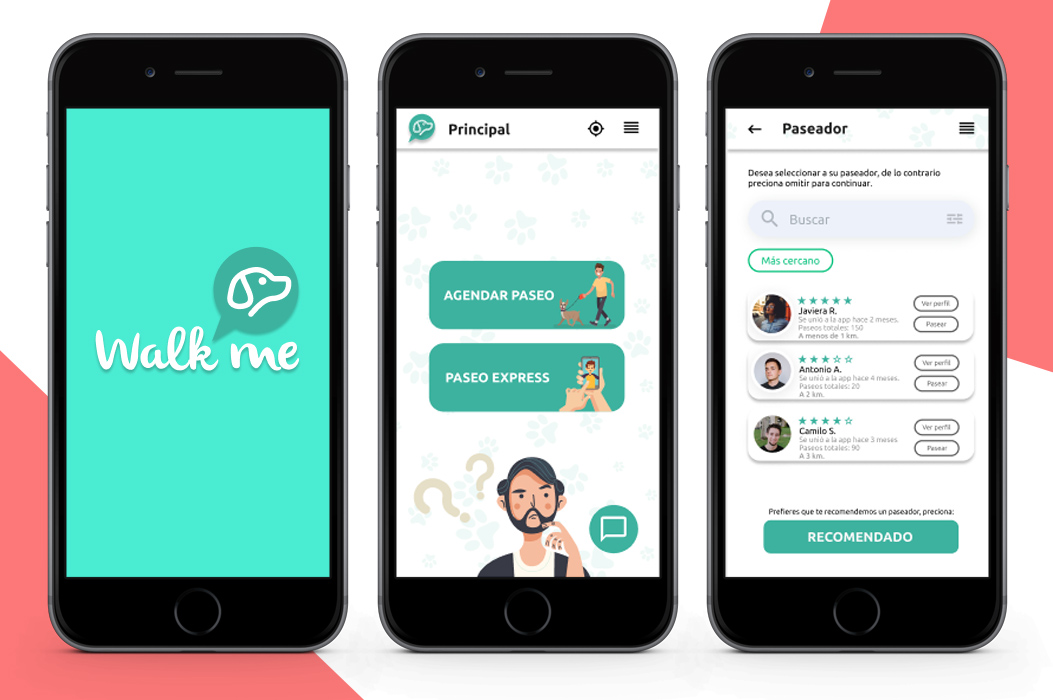 Walk me
Principal
AGENDAR PASEO
PASEO EXPRESS
Paseador
Desea seleccionar a su paseador, de lo contrario
preciona omitir para continuar.
Buscar
Más cercano
Javiera R.
Se unió a la app hace 2 meses.
Paseos totales: 150
A menos de 1 km.
Ver perfil
Pasear
Antonio A.
Se unió a la app hace 4 meses.
Paseos totales: 20
A 2 km.
Ver perfil
Pasear
Camilo S.
Se unió a la app hace 3 meses
Paseos totales: 90
A 3 km.
Ver perfil
Pasear
Prefieres que te recomendemos un paseador, preciona:
RECOMENDADO